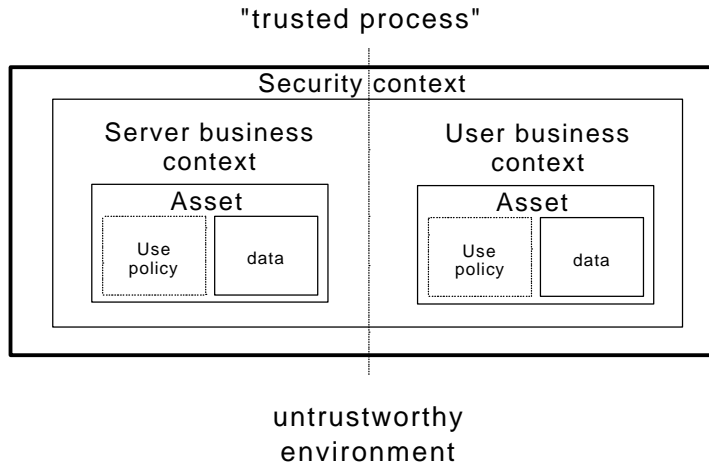 "trusted process"
Security context
Server business
context
Asset
Use
policy
data
User business
context
Asset
Use
policy
data
untrustworthy
environment